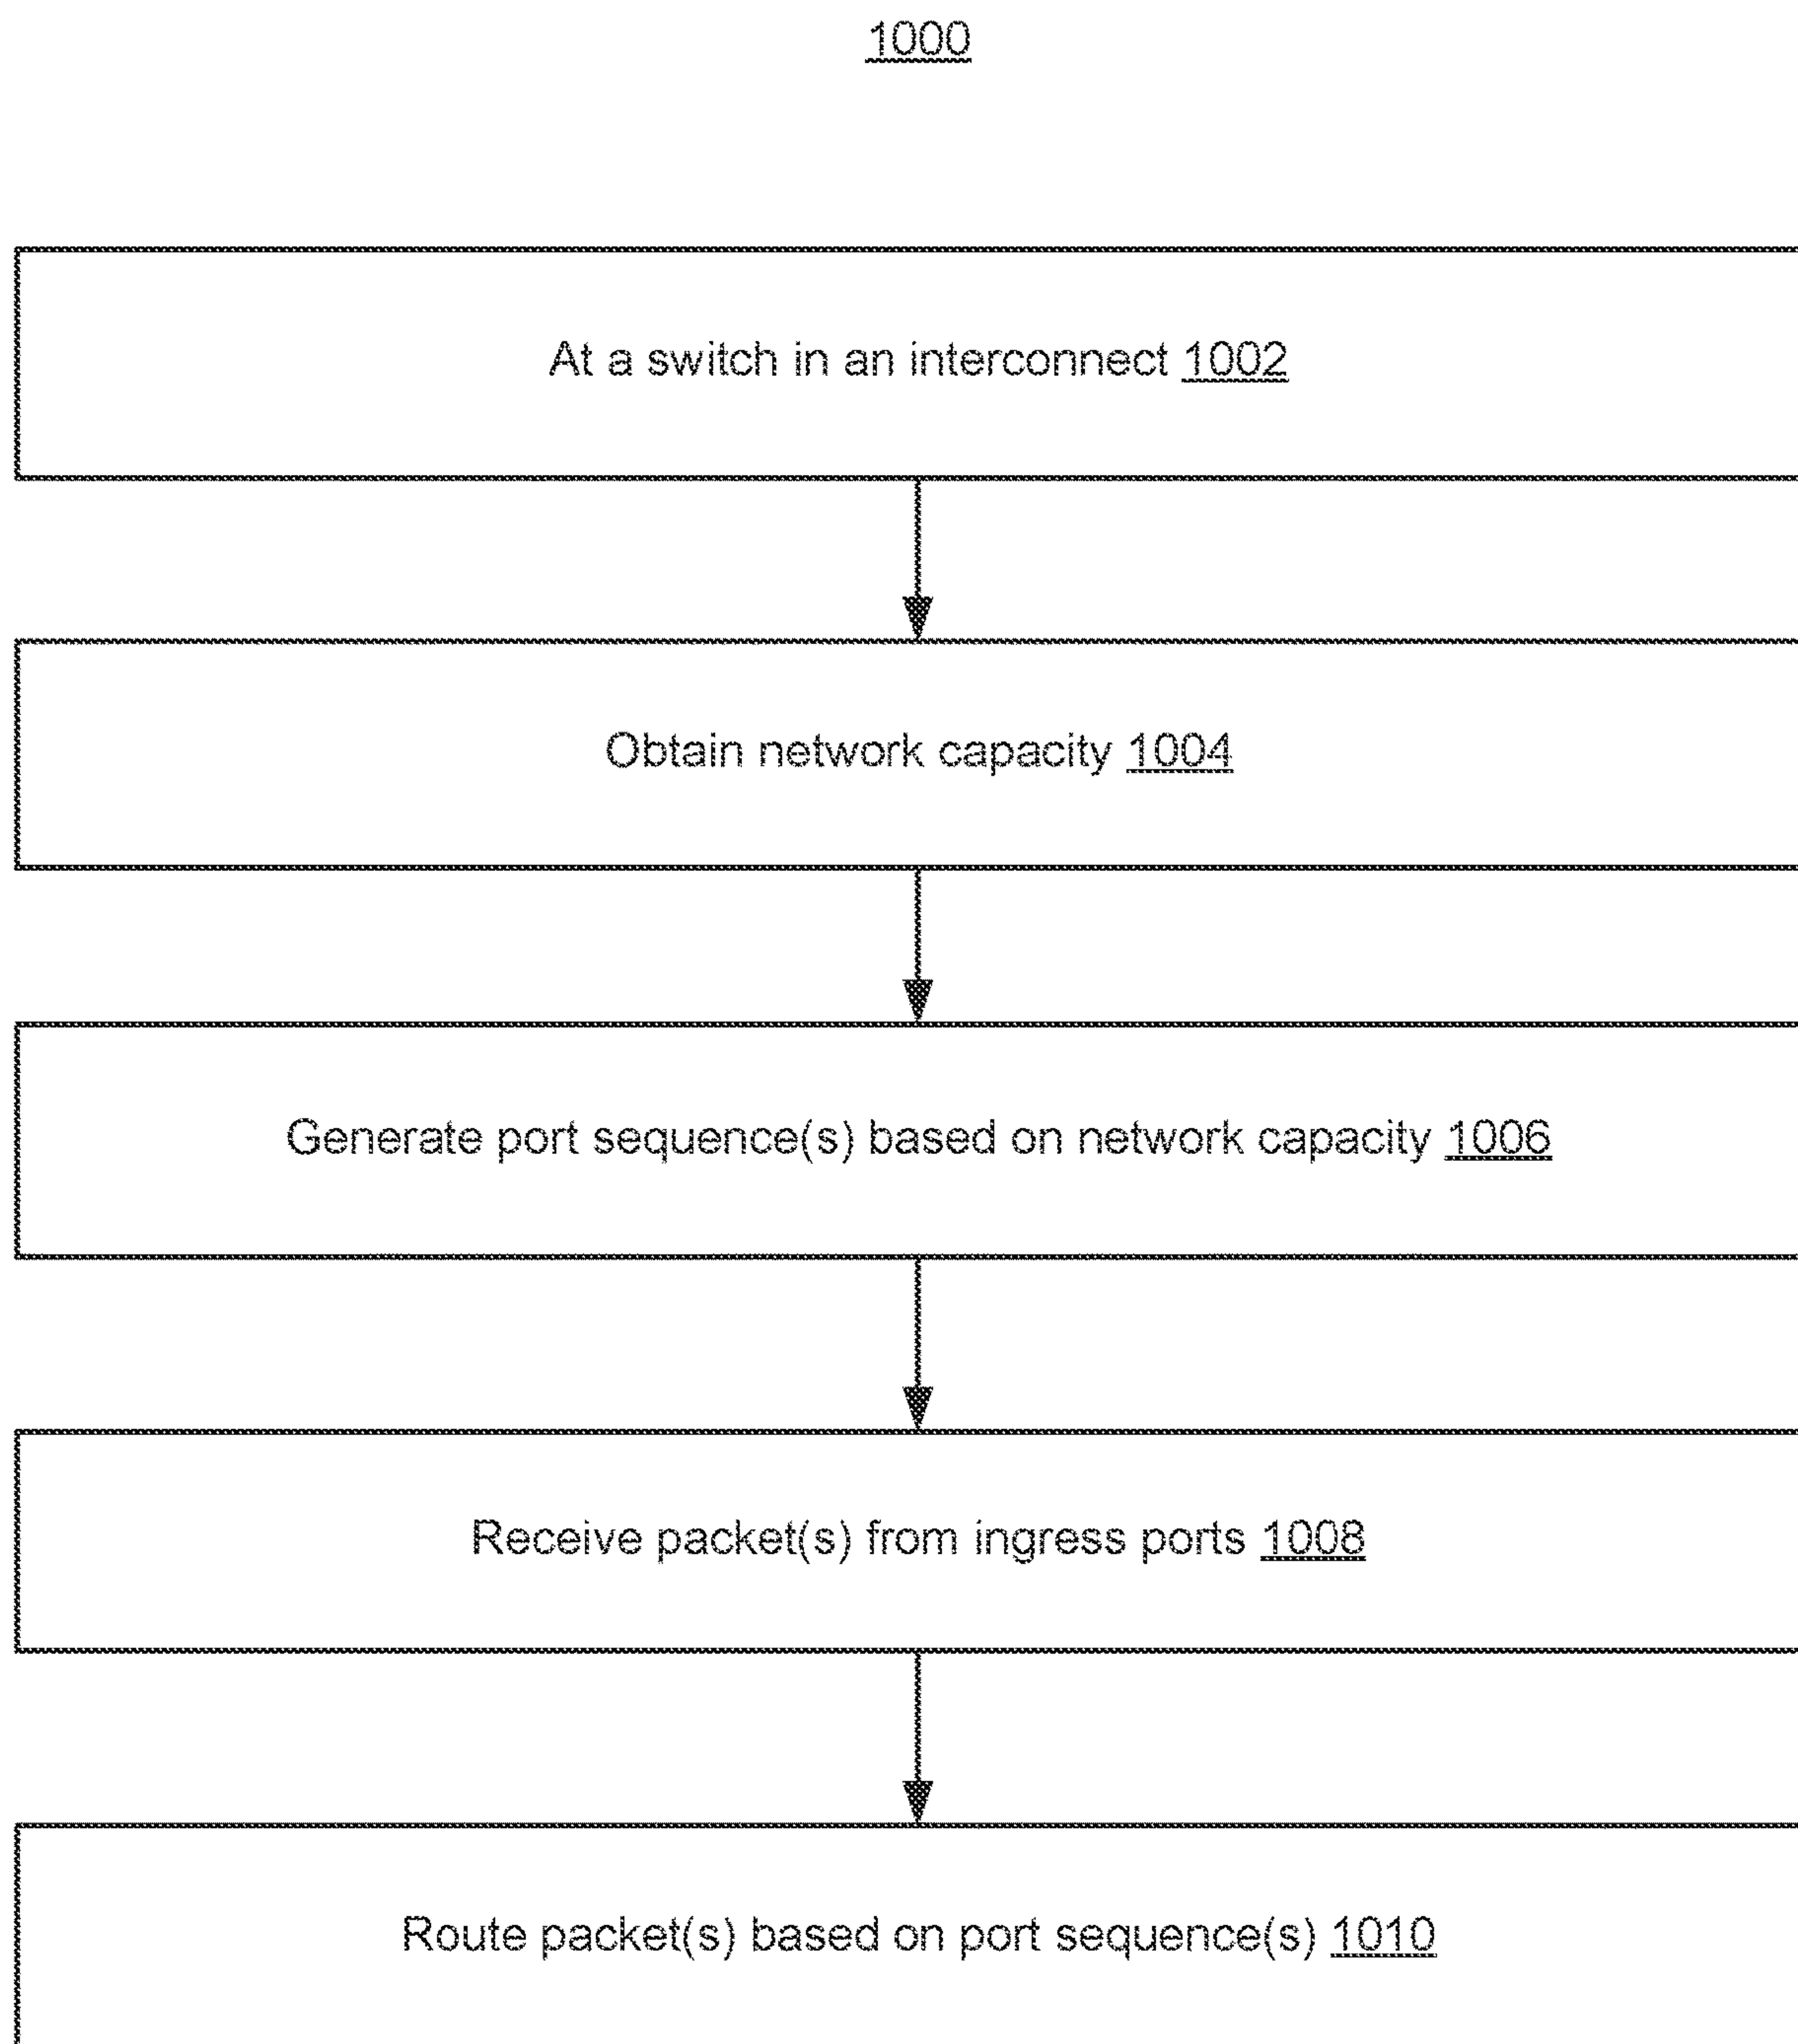 1000
At a switch in an interconnect 1002
Obtain network capacity 1004
Generate port sequence(s) based on network capacity 1006
Receive packet(s) from ingress ports 1008
Route packet(s) based on port sequence(s) 1010